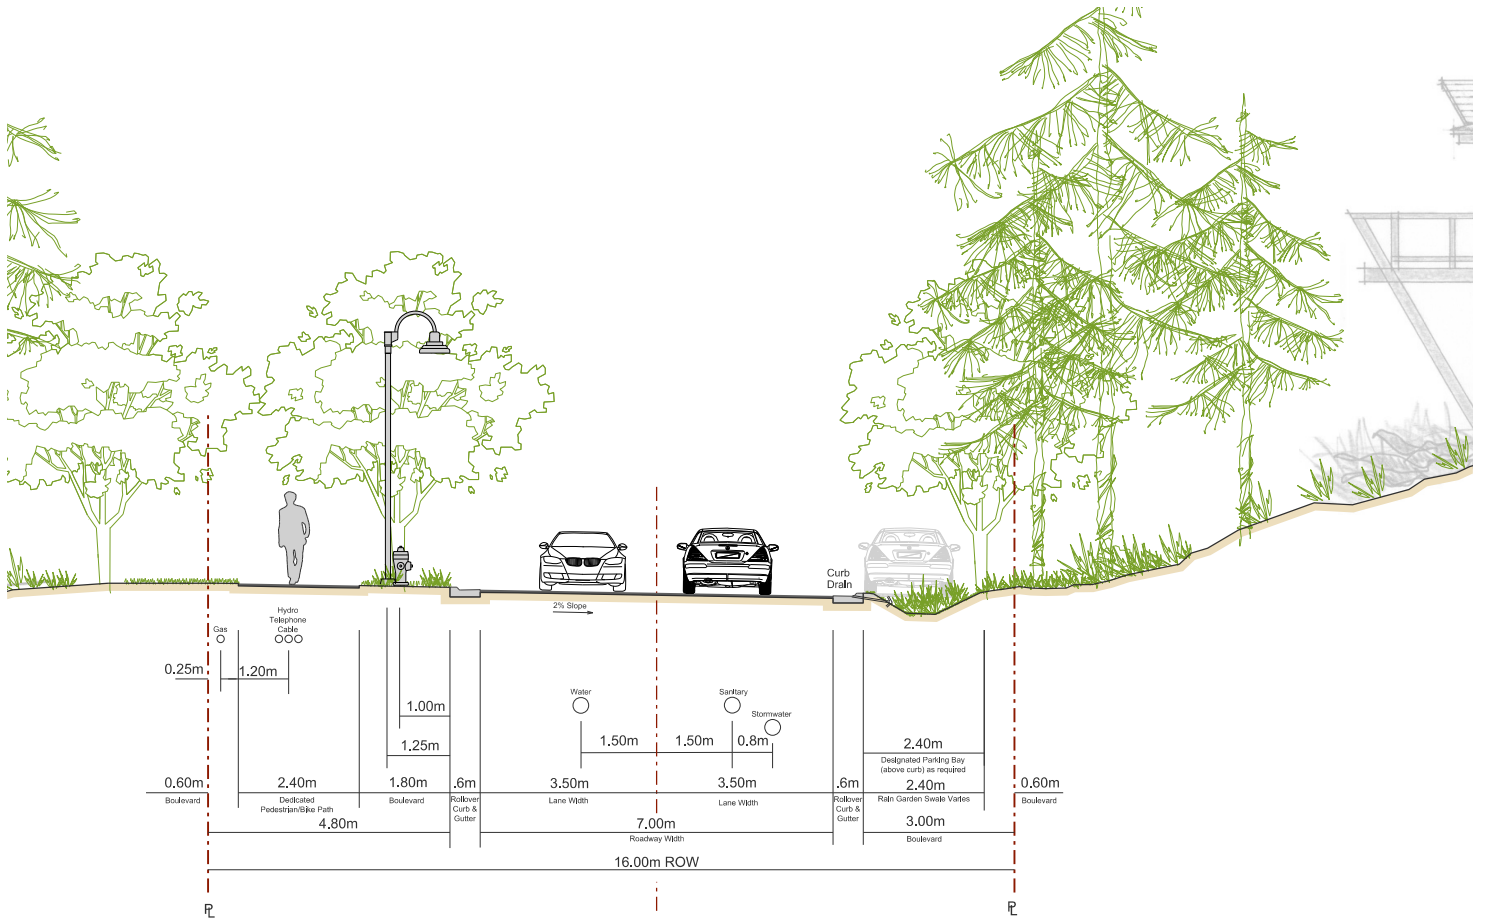 Curb
Drain
2% Slope
Hydro
Telephone
Cable
Gas
0.25m
1.20m
Water
Sanitary
Stormwater
1.00m
1.25m
1.50m
1.50m
0.8m
2.40m
Designated Parking Bay
(above curb) as required
0.60m
2.40m
1.80m
.6m
3.50m
3.50m
.6m
2.40m
0.60m
Boulevard
Dedicated
Pedestrian/Bike Path
Boulevard
Rollover
Curb &
Gutter
Lane Width
Lane Width
Rollover
Curb &
Gutter
Rain Garden Swale Varies
Boulevard
4.80m
7.00m
Roadway Width
3.00m
Boulevard
16.00m ROW
PL
PL